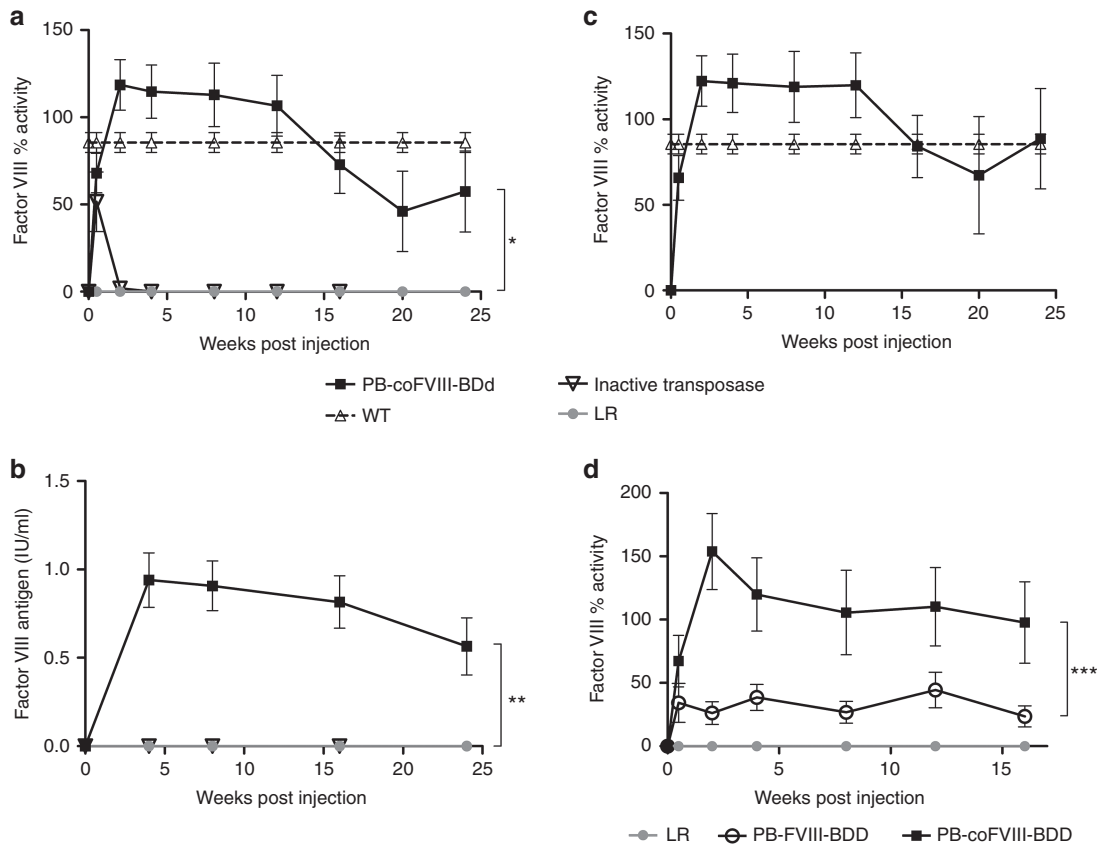 a
150
100
50
0
Factor VIII % activity
0 5 10 15 20 25
Weeks post injection
*
c
150
100
50
0
Factor VIII % activity
0 5 10 15 20 25
Weeks post injection
PB-coFVIII-BDd
Inactive transposase
WT
LR
b
1.5
1.0
0.5
0.0
Factor VIII antigen (IU/ml)
0 5 10 15 20 25
Weeks post injection
**
d
200
150
100
50
0
Factor VIII % activity
0 5 10 15
Weeks post injection
***
LR PB-FVIII-BDD PB-coFVIII-BDD